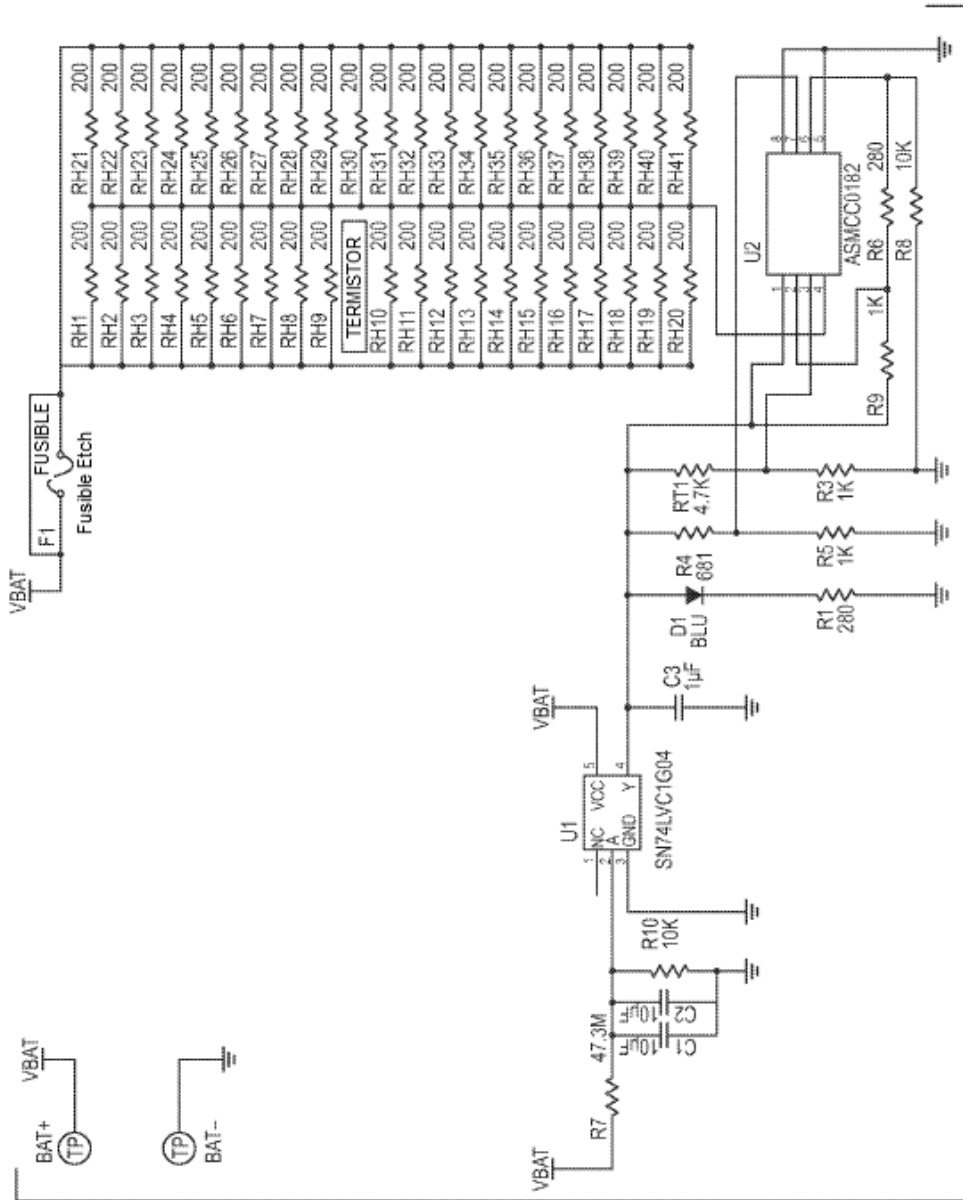 BAT+
TP
VBAT
TP
BAT−
VBAT
F1
FUSIBLE
Fusible Etch
RH1 200 RH21 200
RH2 200 RH22 200
RH3 200 RH23 200
RH4 200 RH24 200
RH5 200 RH25 200
RH6 200 RH26 200
RH7 200 RH27 200
RH8 200 RH28 200
RH9 200 RH29 200
TERMISTOR RH30 200
RH10 200 RH31 200
RH11 200 RH32 200
RH12 200 RH33 200
RH13 200 RH34 200
RH14 200 RH35 200
RH15 200 RH36 200
RH16 200 RH37 200
RH17 200 RH38 200
RH18 200 RH39 200
RH19 200 RH40 200
RH20 200 RH41 200
VBAT
R7
47.3M
C1
10µF
C2
10µF
R10
10K
U1
1 NC
2 A
3 GND
VCC 5
Y 4
SN74LVC1G04
VBAT
C3
1µF
D1
BLU
R1
280
R4
681
R5
1K
RT1
4.7K
R3
1K
U2
1
2
3
4
8
7
6
5
ASMCC0182
R9
1K
R6
280
R8
10K